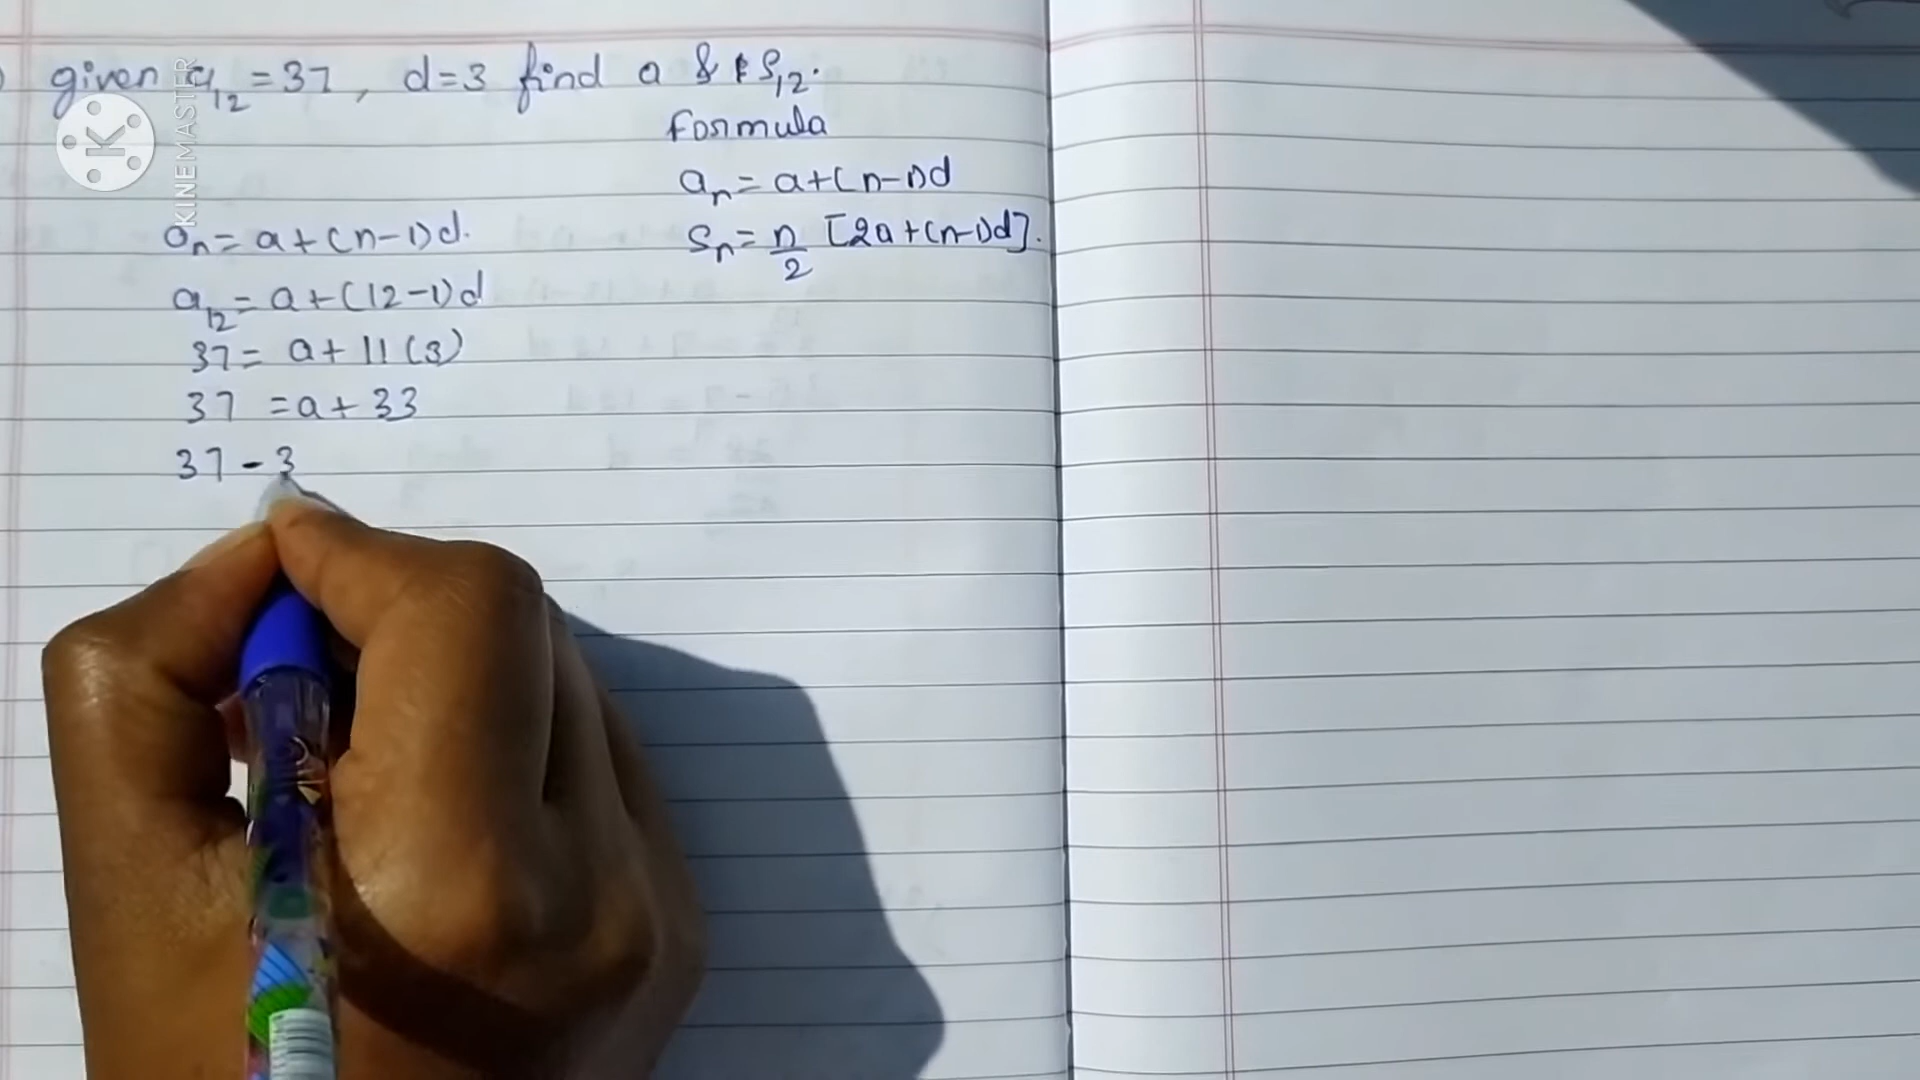 given a₁₂ = 37, d=3 find a & S₁₂.
Formula
aₙ = a+(n-1)d
Sₙ = n/2 [2a+(n-1)d].
aₙ = a+(n-1)d.
a₁₂ = a+(12-1)d
37 = a+11(3)
37 = a+33
37 - 3
KINEMASTER